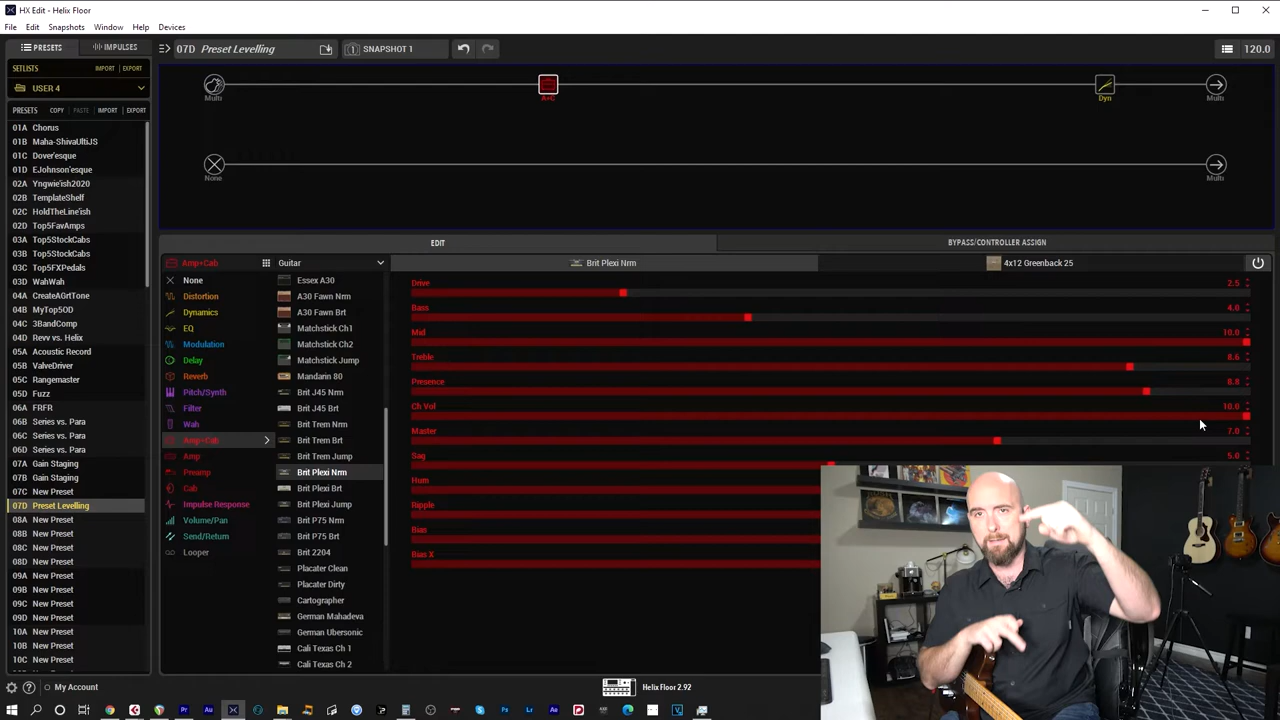 HX Edit - Helix Floor
File Edit Snapshots Window Help Devices
PRESETS IMPULSES
07D Preset Levelling
1 SNAPSHOT 1
120.0
SETLISTS IMPORT EXPORT
USER 4
PRESETS COPY PASTE IMPORT EXPORT
01A Chorus
01B Maha-ShivaUltiJS
01C Dover'esque
01D EJohnson'esque
02A Yngwie'ish2020
02B TemplateShelf
02C HoldTheLine'ish
02D Top5FavAmps
03A Top5StockCabs
03B Top5StockCabs
03C Top5FXPedals
03D WahWah
04A CreateAGrtTone
04B MyTop5OD
04C 3BandComp
04D Revv vs. Helix
05A Acoustic Record
05B ValveDriver
05C Rangemaster
05D Fuzz
06A FRFR
06B Series vs. Para
06C Series vs. Para
06D Series vs. Para
07A Gain Staging
07B Gain Staging
07C New Preset
07D Preset Levelling
08A New Preset
08B New Preset
08C New Preset
08D New Preset
09A New Preset
09B New Preset
09C New Preset
09D New Preset
10A New Preset
10B New Preset
10C New Preset
My Account
Multi
A+C
Dyn
Multi
None
Multi
EDIT
BYPASS/CONTROLLER ASSIGN
Amp+Cab
Guitar
Brit Plexi Nrm
4x12 Greenback 25
None
Distortion
Dynamics
EQ
Modulation
Delay
Reverb
Pitch/Synth
Filter
Wah
Amp+Cab
Amp
Preamp
Cab
Impulse Response
Volume/Pan
Send/Return
Looper
Essex A30
A30 Fawn Nrm
A30 Fawn Brt
Matchstick Ch1
Matchstick Ch2
Matchstick Jump
Mandarin 80
Brit J45 Nrm
Brit J45 Brt
Brit Trem Nrm
Brit Trem Brt
Brit Trem Jump
Brit Plexi Nrm
Brit Plexi Brt
Brit Plexi Jump
Brit P75 Nrm
Brit P75 Brt
Brit 2204
Placater Clean
Placater Dirty
Cartographer
German Mahadeva
German Ubersonic
Cali Texas Ch 1
Cali Texas Ch 2
Drive 2.5
Bass 4.0
Mid 10.0
Treble 8.6
Presence 8.8
Ch Vol 10.0
Master 7.0
Sag 5.0
Hum
Ripple
Bias
Bias X
Helix Floor 2.92